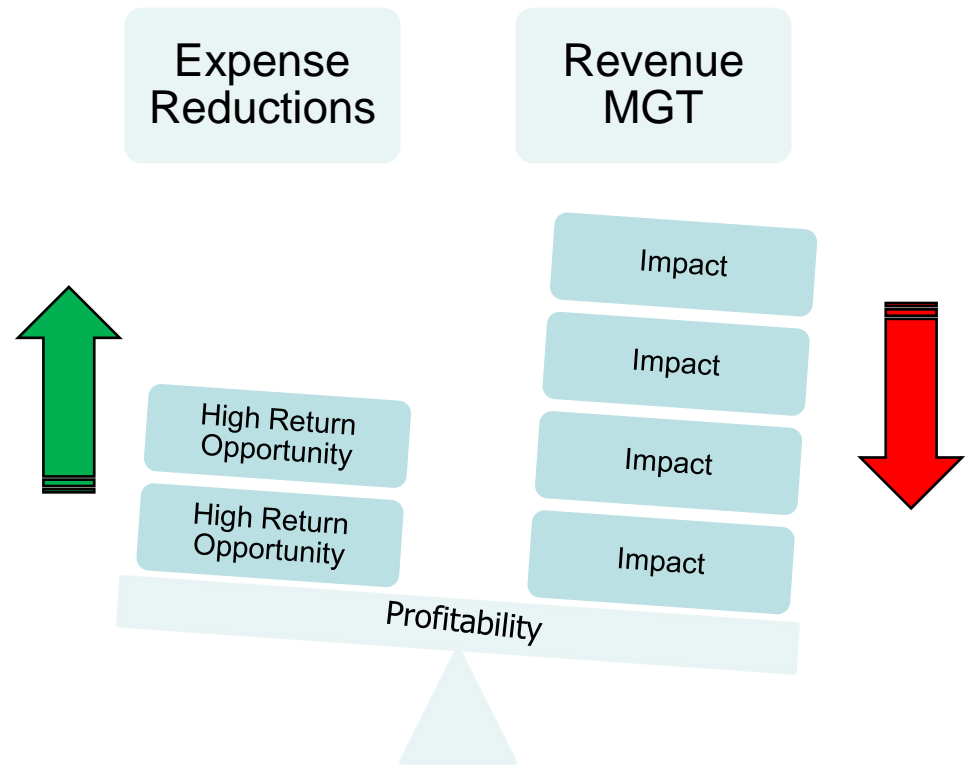 Expense
Reductions
Revenue
MGT
High Return
Opportunity
High Return
Opportunity
Impact
Impact
Impact
Impact
Profitability